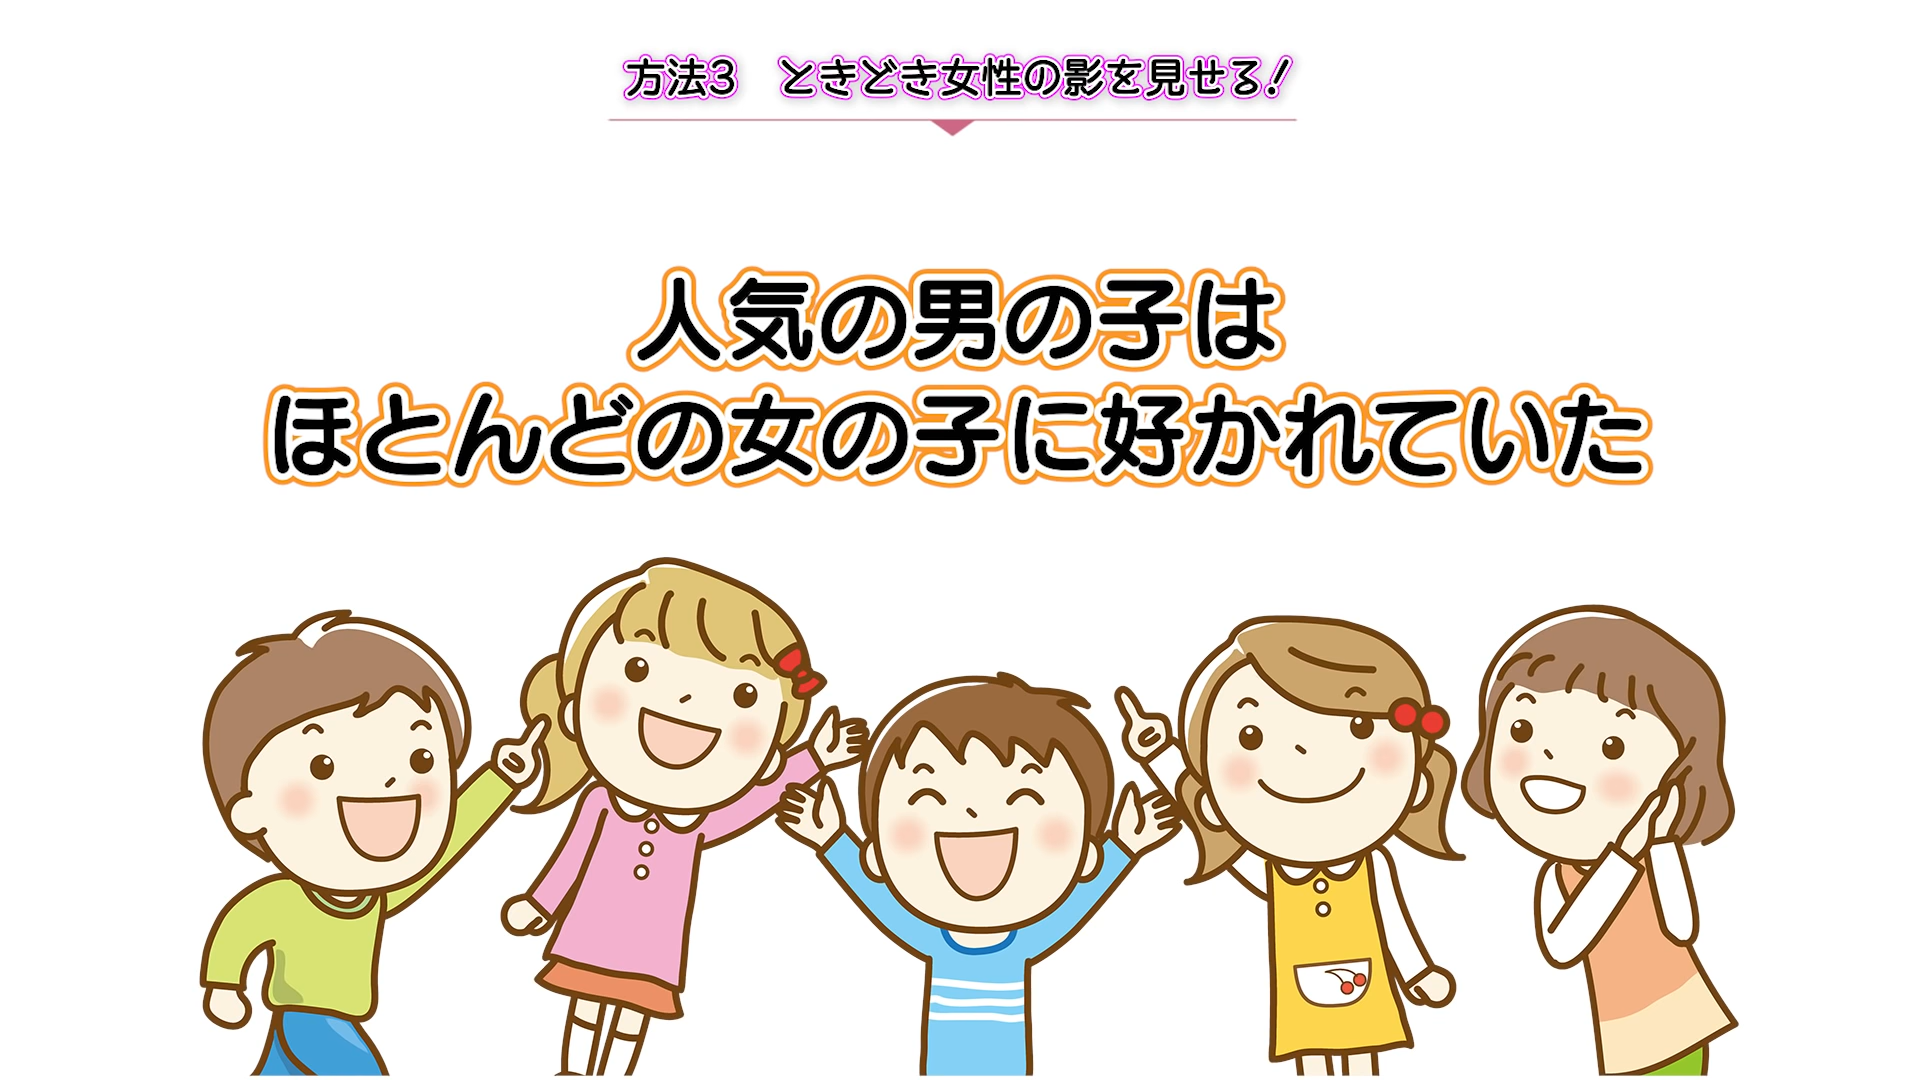 方法3　ときどき女性の影を見せる!
人気の男の子は
ほとんどの女の子に好かれていた